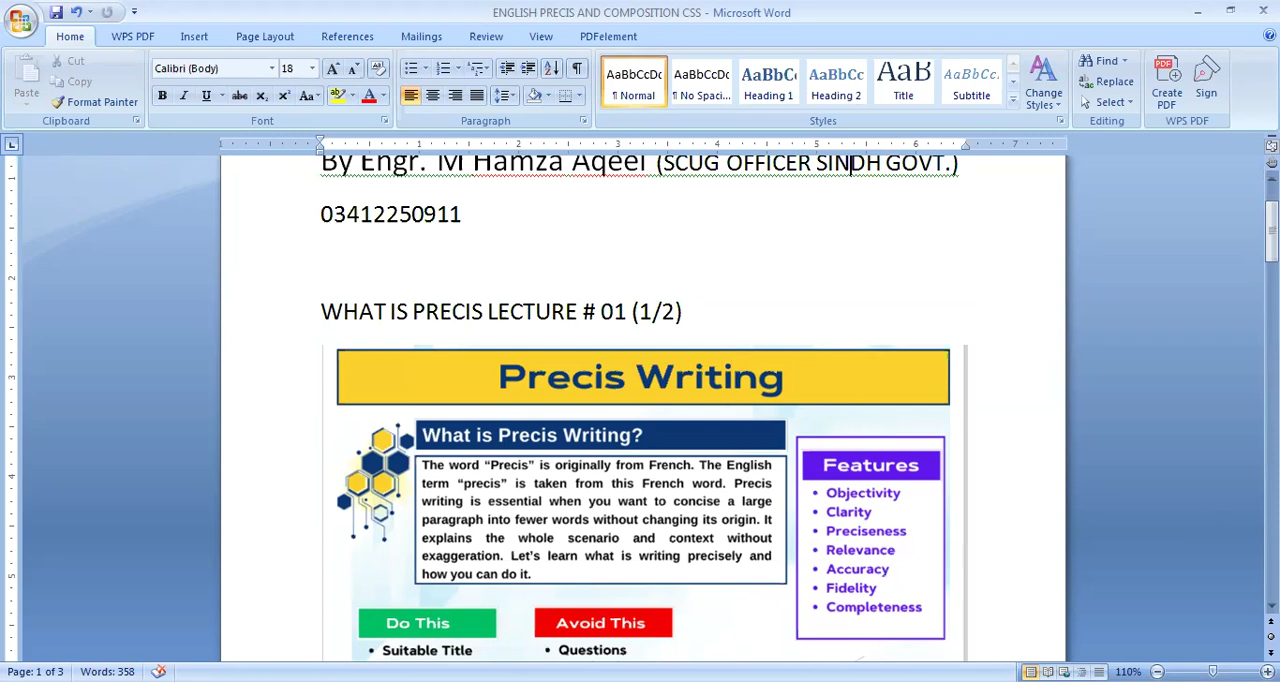 ENGLISH PRECIS AND COMPOSITION CSS - Microsoft Word
Home WPS PDF Insert Page Layout References Mailings Review View PDFelement
Paste
Cut
Copy
Format Painter
Clipboard
Calibri (Body) 18
Font
Paragraph
AaBbCcDc AaBbCcDc AaBbC AaBbCc AaB AaBbCc.
¶ Normal ¶ No Spaci... Heading 1 Heading 2 Title Subtitle
Change Styles
Styles
Find
Replace
Select
Editing
Create PDF Sign
WPS PDF
By Engr. M Hamza Aqeel (SCUG OFFICER SINDH GOVT.)
03412250911
WHAT IS PRECIS LECTURE # 01 (1/2)
Precis Writing
What is Precis Writing?
The word “Precis” is originally from French. The English
term “precis” is taken from this French word. Precis
writing is essential when you want to concise a large
paragraph into fewer words without changing its origin. It
explains the whole scenario and context without
exaggeration. Let’s learn what is writing precisely and
how you can do it.
Features
• Objectivity
• Clarity
• Preciseness
• Relevance
• Accuracy
• Fidelity
• Completeness
Do This
• Suitable Title
Avoid This
• Questions
Page: 1 of 3 Words: 358 110%